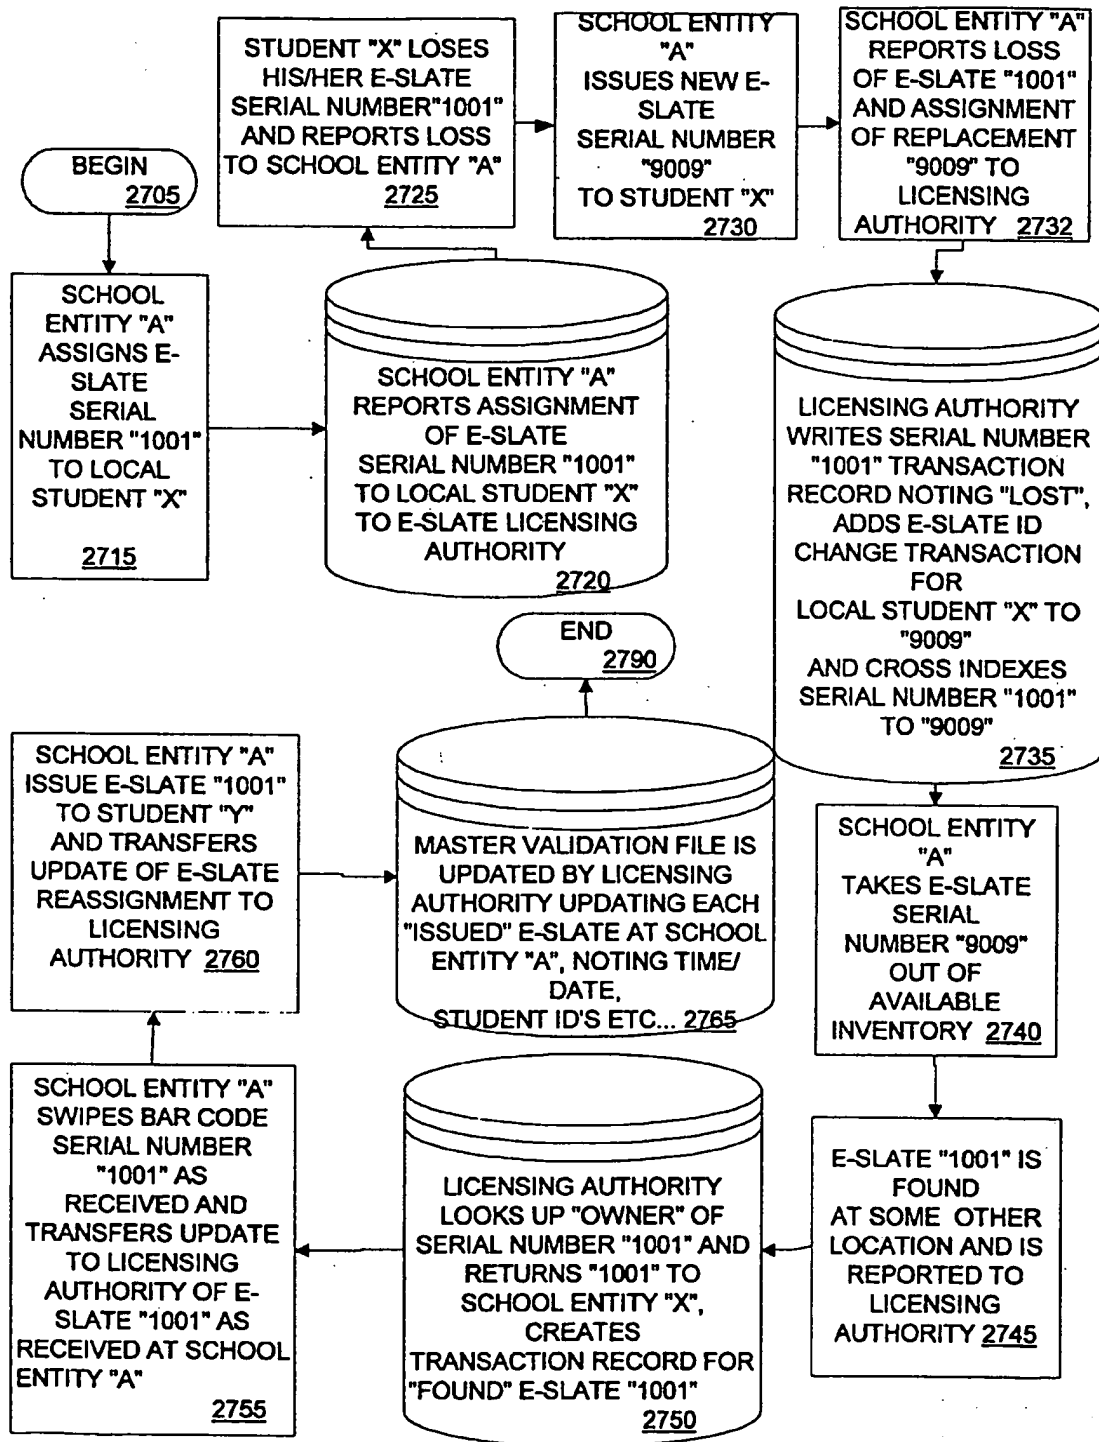 BEGIN
2705
SCHOOL
ENTITY "A"
ASSIGNS E-
SLATE
SERIAL
NUMBER "1001"
TO LOCAL
STUDENT "X"
2715
SCHOOL ENTITY "A"
REPORTS ASSIGNMENT
OF E-SLATE
SERIAL NUMBER "1001"
TO LOCAL STUDENT "X"
TO E-SLATE LICENSING
AUTHORITY
2720
STUDENT "X" LOSES
HIS/HER E-SLATE
SERIAL NUMBER"1001"
AND REPORTS LOSS
TO SCHOOL ENTITY "A"
2725
SCHOOL ENTITY
"A"
ISSUES NEW E-
SLATE
SERIAL NUMBER
"9009"
TO STUDENT "X"
2730
SCHOOL ENTITY "A"
REPORTS LOSS
OF E-SLATE "1001"
AND ASSIGNMENT
OF REPLACEMENT
"9009" TO
LICENSING
AUTHORITY 2732
LICENSING AUTHORITY
WRITES SERIAL NUMBER
"1001" TRANSACTION
RECORD NOTING "LOST",
ADDS E-SLATE ID
CHANGE TRANSACTION
FOR
LOCAL STUDENT "X" TO
"9009"
AND CROSS INDEXES
SERIAL NUMBER "1001"
TO "9009"
2735
SCHOOL ENTITY
"A"
TAKES E-SLATE
SERIAL
NUMBER "9009"
OUT OF
AVAILABLE
INVENTORY 2740
E-SLATE "1001" IS
FOUND
AT SOME OTHER
LOCATION AND IS
REPORTED TO
LICENSING
AUTHORITY 2745
LICENSING AUTHORITY
LOOKS UP "OWNER" OF
SERIAL NUMBER "1001" AND
RETURNS "1001" TO
SCHOOL ENTITY "X",
CREATES
TRANSACTION RECORD FOR
"FOUND" E-SLATE "1001"
2750
SCHOOL ENTITY "A"
SWIPES BAR CODE
SERIAL NUMBER
"1001" AS
RECEIVED AND
TRANSFERS UPDATE
TO LICENSING
AUTHORITY OF E-
SLATE "1001" AS
RECEIVED AT SCHOOL
ENTITY "A"
2755
SCHOOL ENTITY "A"
ISSUE E-SLATE "1001"
TO STUDENT "Y"
AND TRANSFERS
UPDATE OF E-SLATE
REASSIGNMENT TO
LICENSING
AUTHORITY 2760
MASTER VALIDATION FILE IS
UPDATED BY LICENSING
AUTHORITY UPDATING EACH
"ISSUED" E-SLATE AT SCHOOL
ENTITY "A", NOTING TIME/
DATE,
STUDENT ID'S ETC... 2765
END
2790